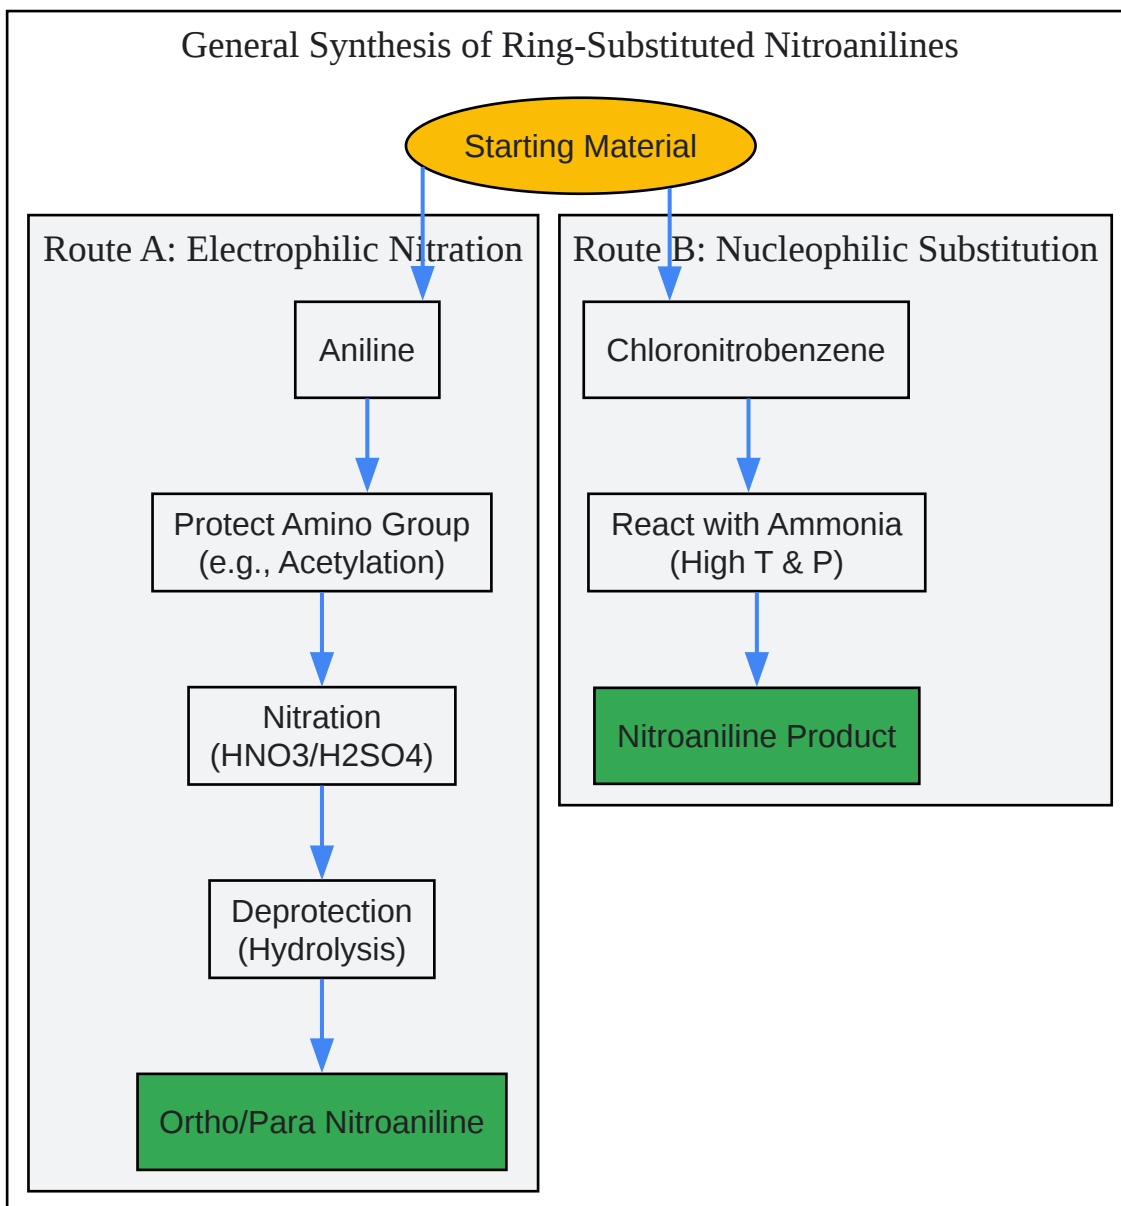 General Synthesis of Ring-Substituted Nitroanilines
Starting Material
Route A: Electrophilic Nitration
Aniline
Protect Amino Group
(e.g., Acetylation)
Nitration
(HNO3/H2SO4)
Deprotection
(Hydrolysis)
Ortho/Para Nitroaniline
Route B: Nucleophilic Substitution
Chloronitrobenzene
React with Ammonia
(High T & P)
Nitroaniline Product